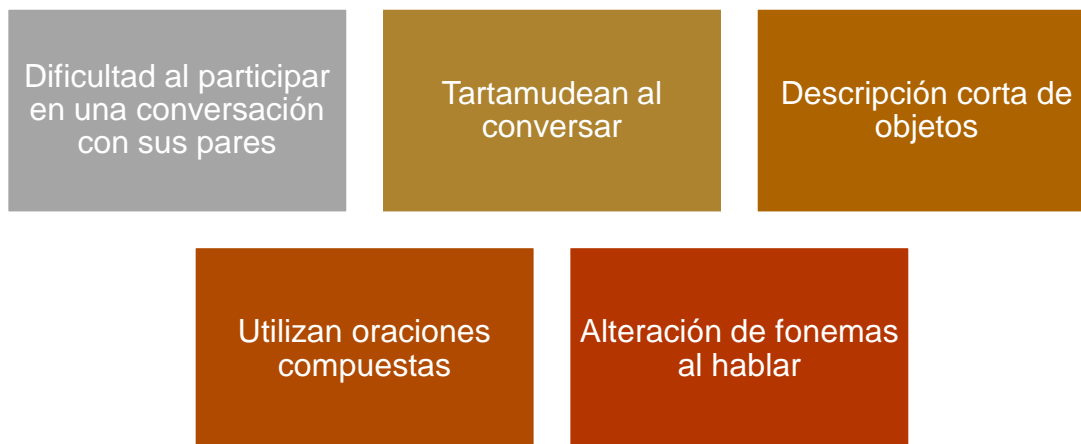 Dificultad al participar
en una conversación
con sus pares
Tartamudean al
conversar
Descripción corta de
objetos
Utilizan oraciones
compuestas
Alteración de fonemas
al hablar